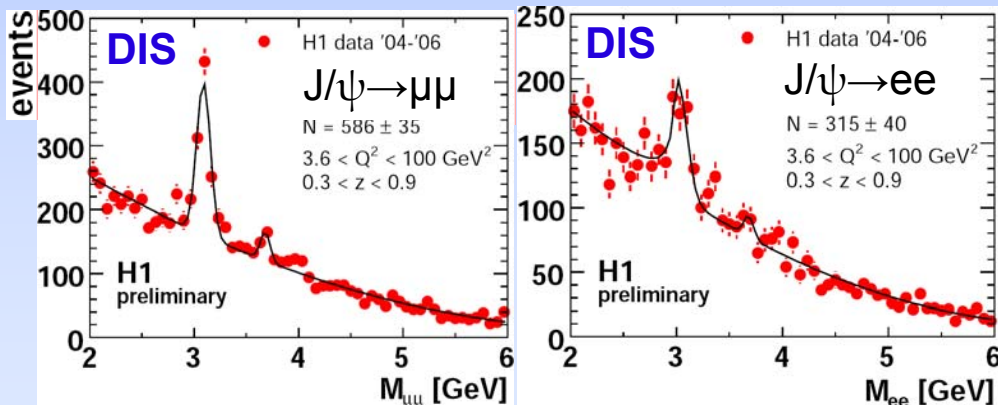 events
500
400
300
200
100
0
DIS
H1 data '04-'06
J/ψ→μμ
N = 586 ± 35
3.6 < Q² < 100 GeV²
0.3 < z < 0.9
H1
preliminary
2 3 4 5 6
M_μμ [GeV]
250
200
150
100
50
0
DIS
H1 data '04-'06
J/ψ→ee
N = 315 ± 40
3.6 < Q² < 100 GeV²
0.3 < z < 0.9
H1
preliminary
2 3 4 5 6
M_ee [GeV]